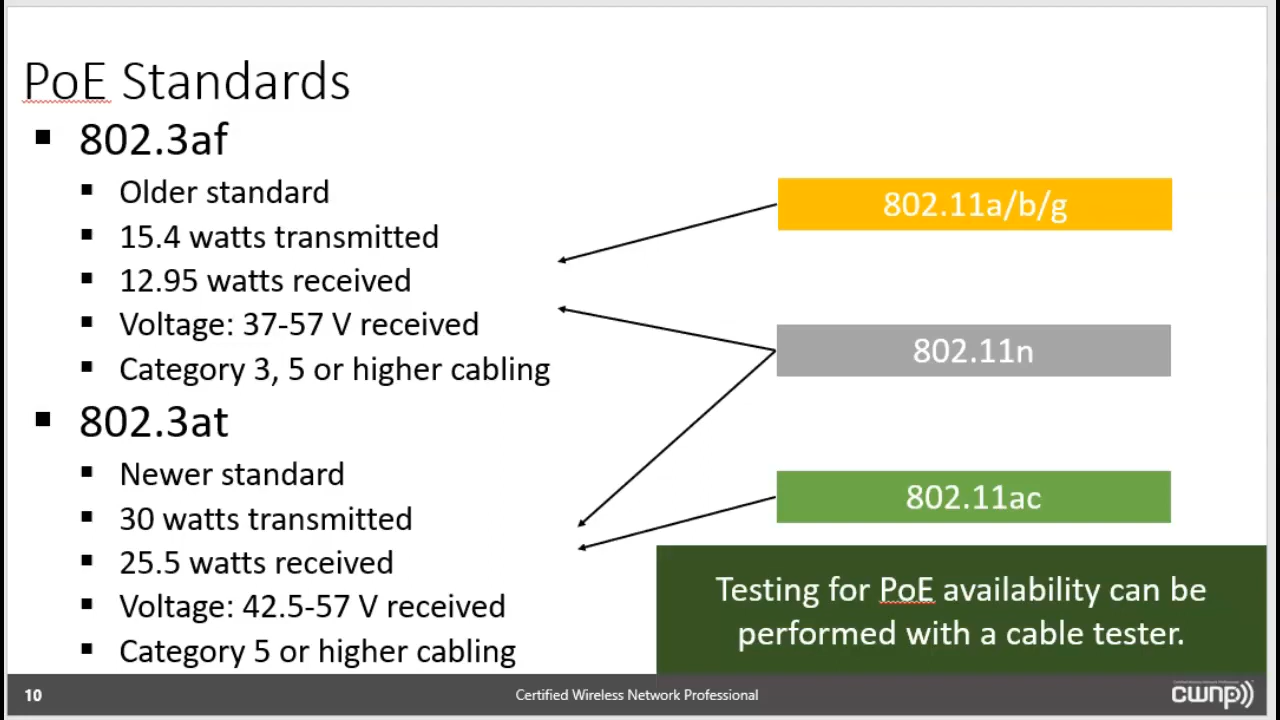 PoE Standards
802.3af
Older standard
15.4 watts transmitted
12.95 watts received
Voltage: 37-57 V received
Category 3, 5 or higher cabling
802.3at
Newer standard
30 watts transmitted
25.5 watts received
Voltage: 42.5-57 V received
Category 5 or higher cabling
802.11a/b/g
802.11n
802.11ac
Testing for PoE availability can be
performed with a cable tester.
10
Certified Wireless Network Professional
cwnp